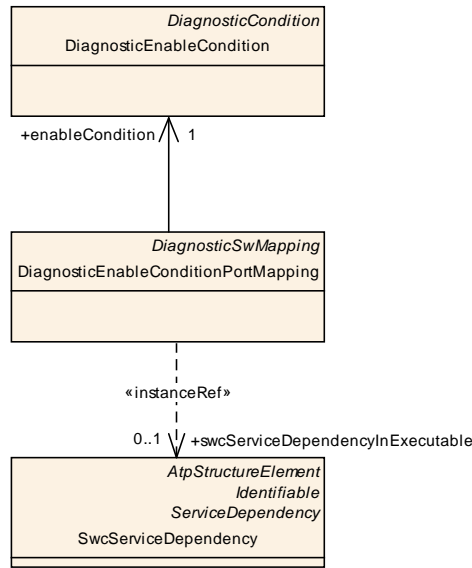 DiagnosticCondition
DiagnosticEnableCondition
+enableCondition 1
DiagnosticSwMapping
DiagnosticEnableConditionPortMapping
«instanceRef»
0..1 +swcServiceDependencyInExecutable
AtpStructureElement
Identifiable
ServiceDependency
SwcServiceDependency